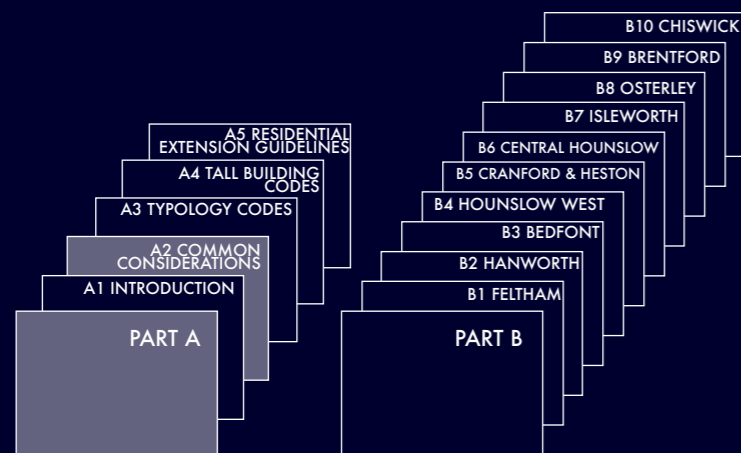 A5 RESIDENTIAL
EXTENSION GUIDELINES
A4 TALL BUILDING
CODES
A3 TYPOLOGY CODES
A2 COMMON
CONSIDERATIONS
A1 INTRODUCTION
PART A
B10 CHISWICK
B9 BRENTFORD
B8 OSTERLEY
B7 ISLEWORTH
B6 CENTRAL HOUNSLOW
B5 CRANFORD & HESTON
B4 HOUNSLOW WEST
B3 BEDFONT
B2 HANWORTH
B1 FELTHAM
PART B